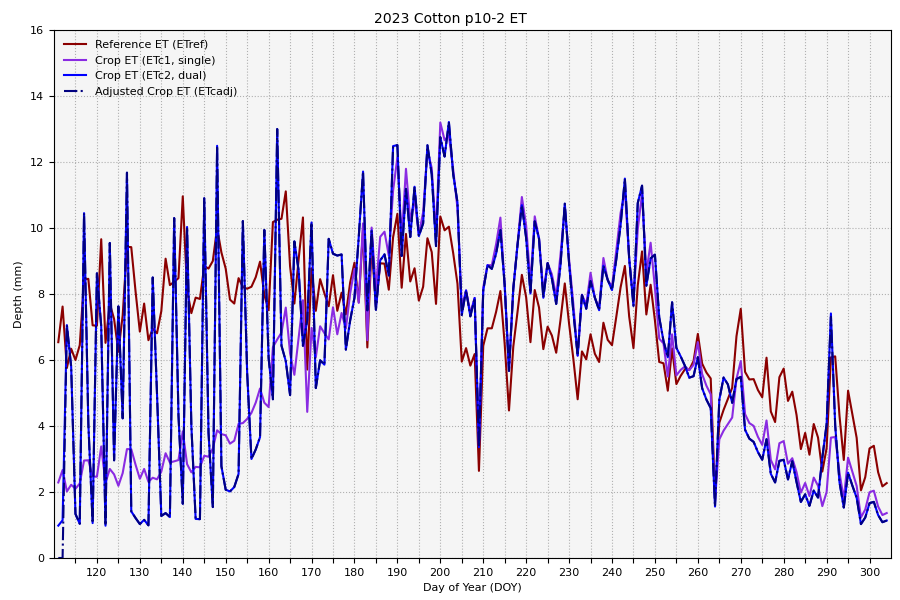 2023 Cotton p10-2 ET
Reference ET (ETref)
Crop ET (ETc1, single)
Crop ET (ETc2, dual)
Adjusted Crop ET (ETcadj)
Depth (mm)
16
14
12
10
8
6
4
2
0
120 130 140 150 160 170 180 190 200 210 220 230 240 250 260 270 280 290 300
Day of Year (DOY)